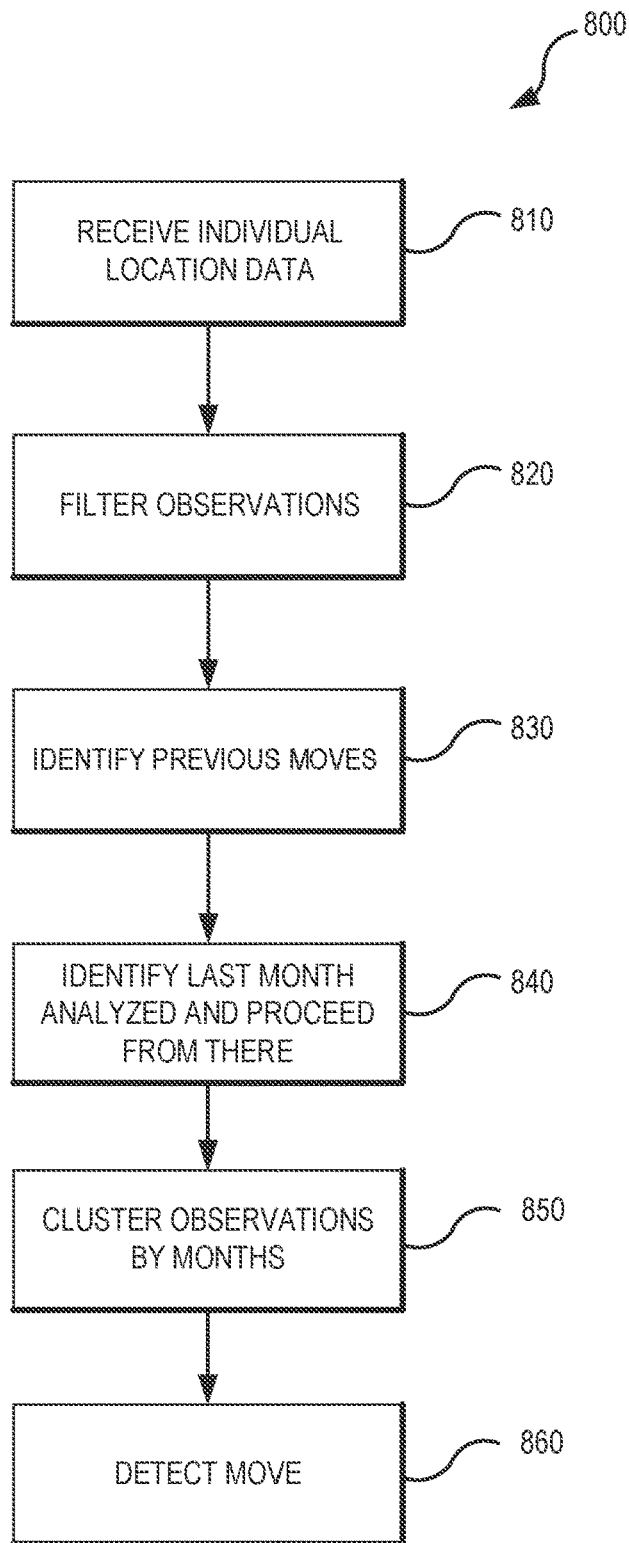 800
RECEIVE INDIVIDUAL
LOCATION DATA
810
FILTER OBSERVATIONS
820
IDENTIFY PREVIOUS MOVES
830
IDENTIFY LAST MONTH
ANALYZED AND PROCEED
FROM THERE
840
CLUSTER OBSERVATIONS
BY MONTHS
850
DETECT MOVE
860